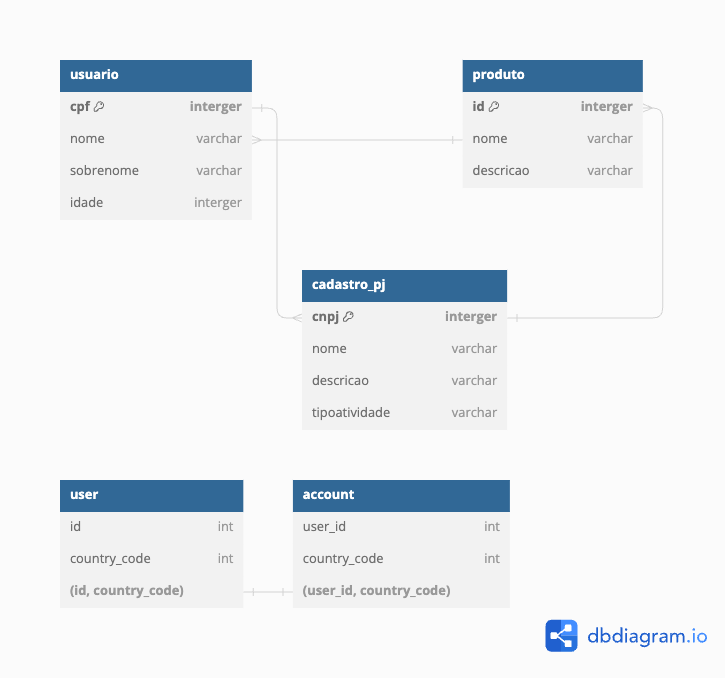 usuario
cpf interger
nome varchar
sobrenome varchar
idade interger
produto
id interger
nome varchar
descricao varchar
cadastro_pj
cnpj interger
nome varchar
descricao varchar
tipoatividade varchar
user
id int
country_code int
(id, country_code)
account
user_id int
country_code int
(user_id, country_code)
dbdiagram.io